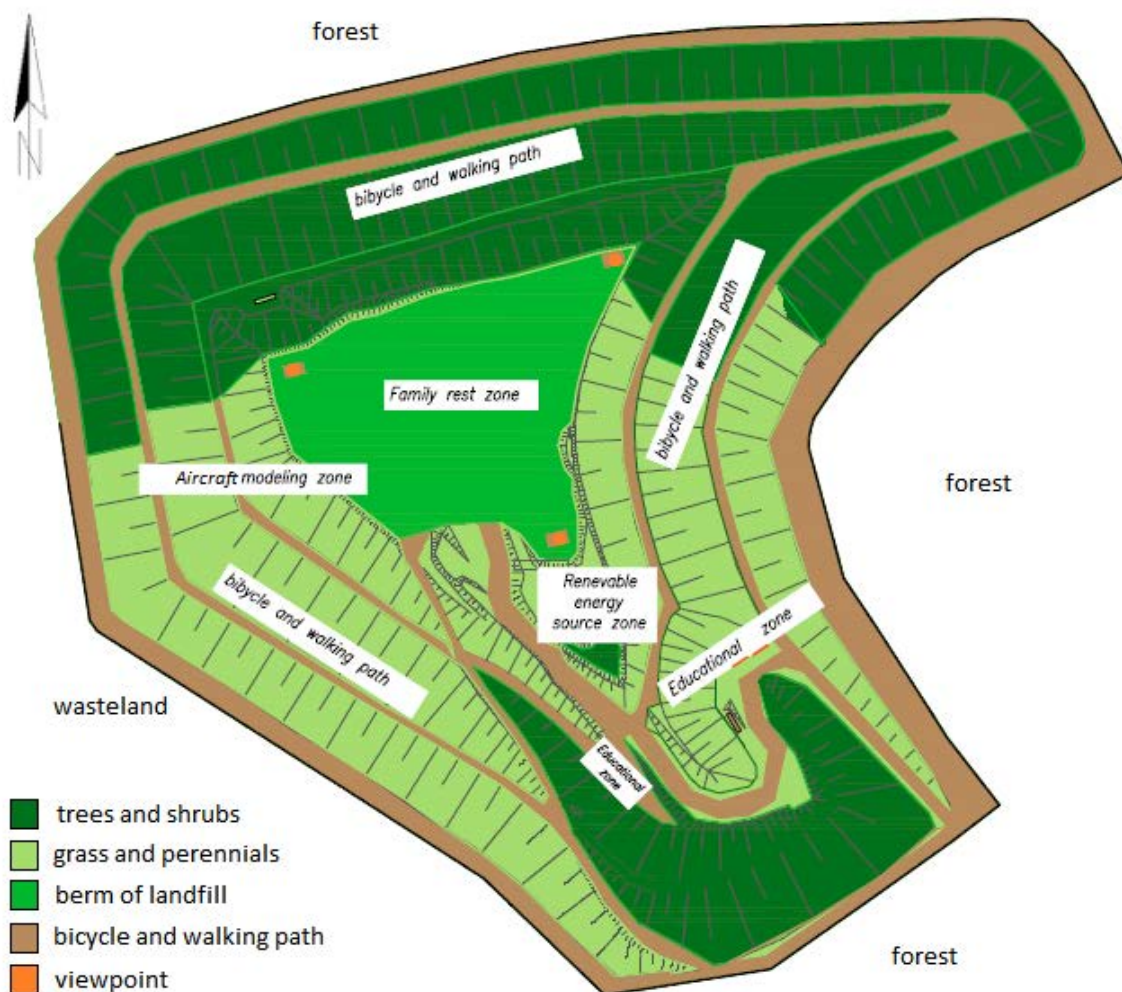 forest
N
bibycle and walking path
Family rest zone
bibycle and walking path
Aircraft modeling zone
forest
Renevable
energy
source zone
bibycle and walking path
Educational zone
wasteland
Educational
zone
trees and shrubs
grass and perennials
berm of landfill
bicycle and walking path
viewpoint
forest